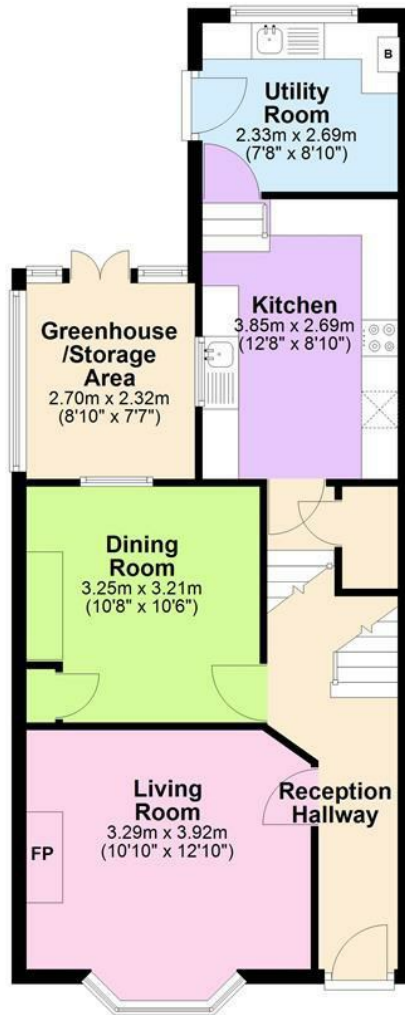 B
Utility
Room
2.33m x 2.69m
(7'8" x 8'10")
Kitchen
3.85m x 2.69m
(12'8" x 8'10")
Greenhouse
/Storage
Area
2.70m x 2.32m
(8'10" x 7'7")
Dining
Room
3.25m x 3.21m
(10'8" x 10'6")
Living
Room
3.29m x 3.92m
(10'10" x 12'10")
FP
Reception
Hallway